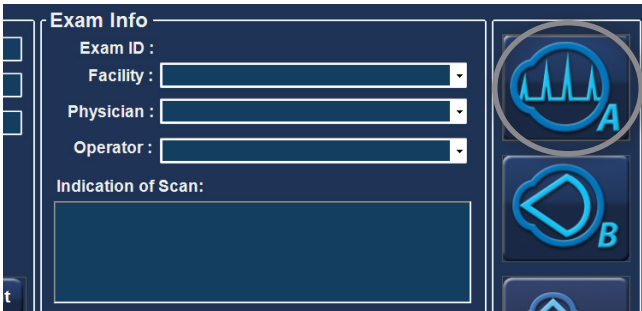 Exam Info
Exam ID :
Facility :
Physician :
Operator :
Indication of Scan:
A
B
t